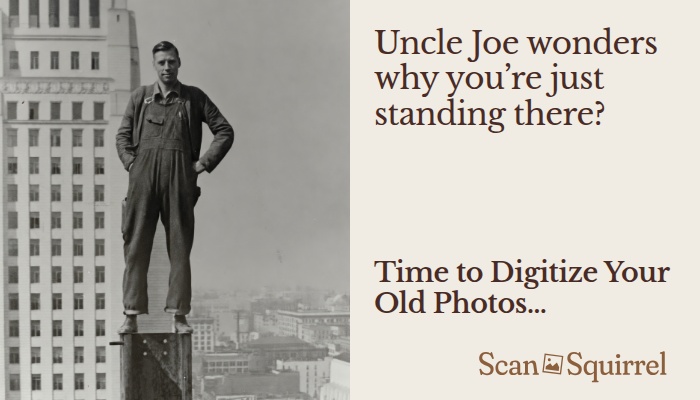 Uncle Joe wonders
why you’re just
standing there?
Time to Digitize Your
Old Photos...
Scan Squirrel